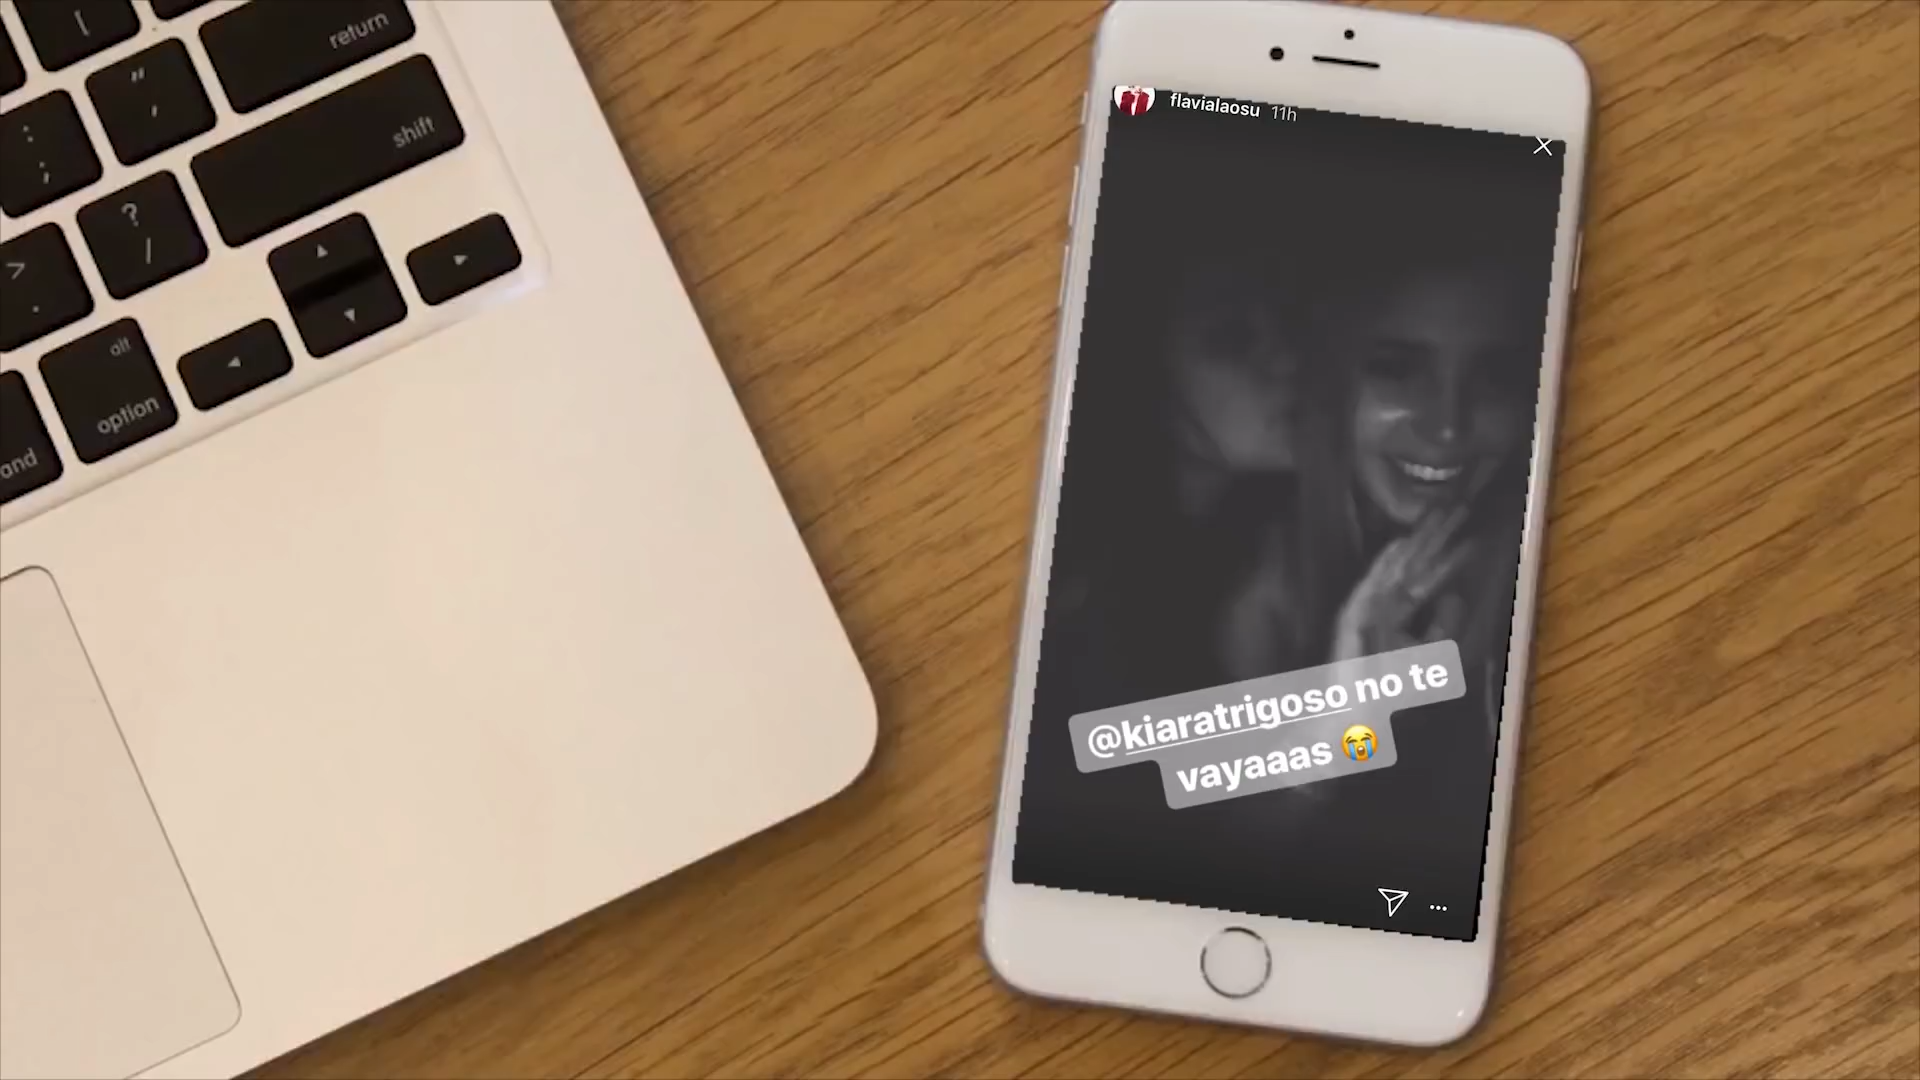 [
return
" ,
shift
: ;
? /
> .
alt
option
and
flavialaosu 11h
@kiaratrigoso no te
vayaaas 😭